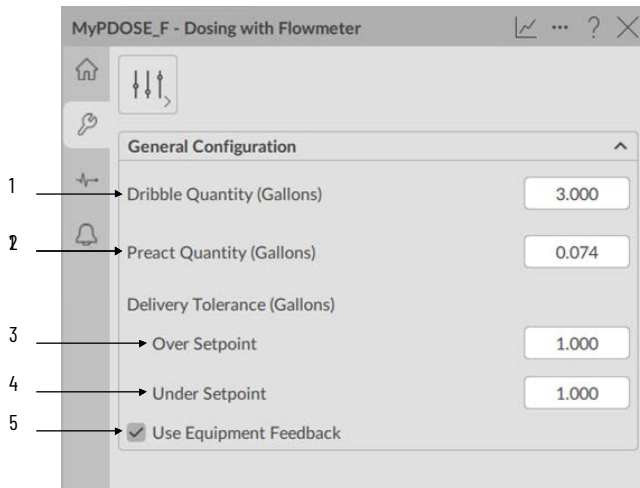 MyPDOSE_F - Dosing with Flowmeter
General Configuration
1 Dribble Quantity (Gallons) 3.000
2 Preact Quantity (Gallons) 0.074
Delivery Tolerance (Gallons)
3 Over Setpoint 1.000
4 Under Setpoint 1.000
5 Use Equipment Feedback